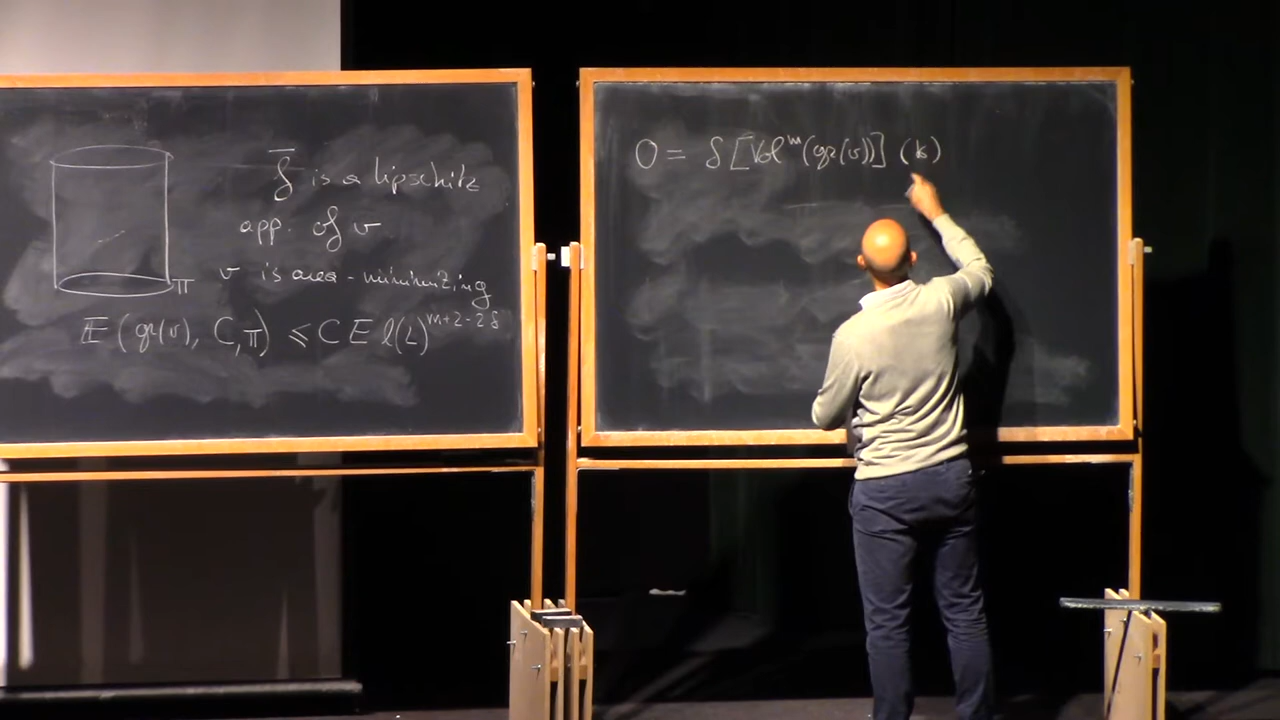 π
f̄ is a Lipschitz
app. of v
v is area-minimizing
E(gr(v), C, π) ≤ C E l(L)^{m+2-2δ}
0 = δ[Vol^m(gr(v))](k)